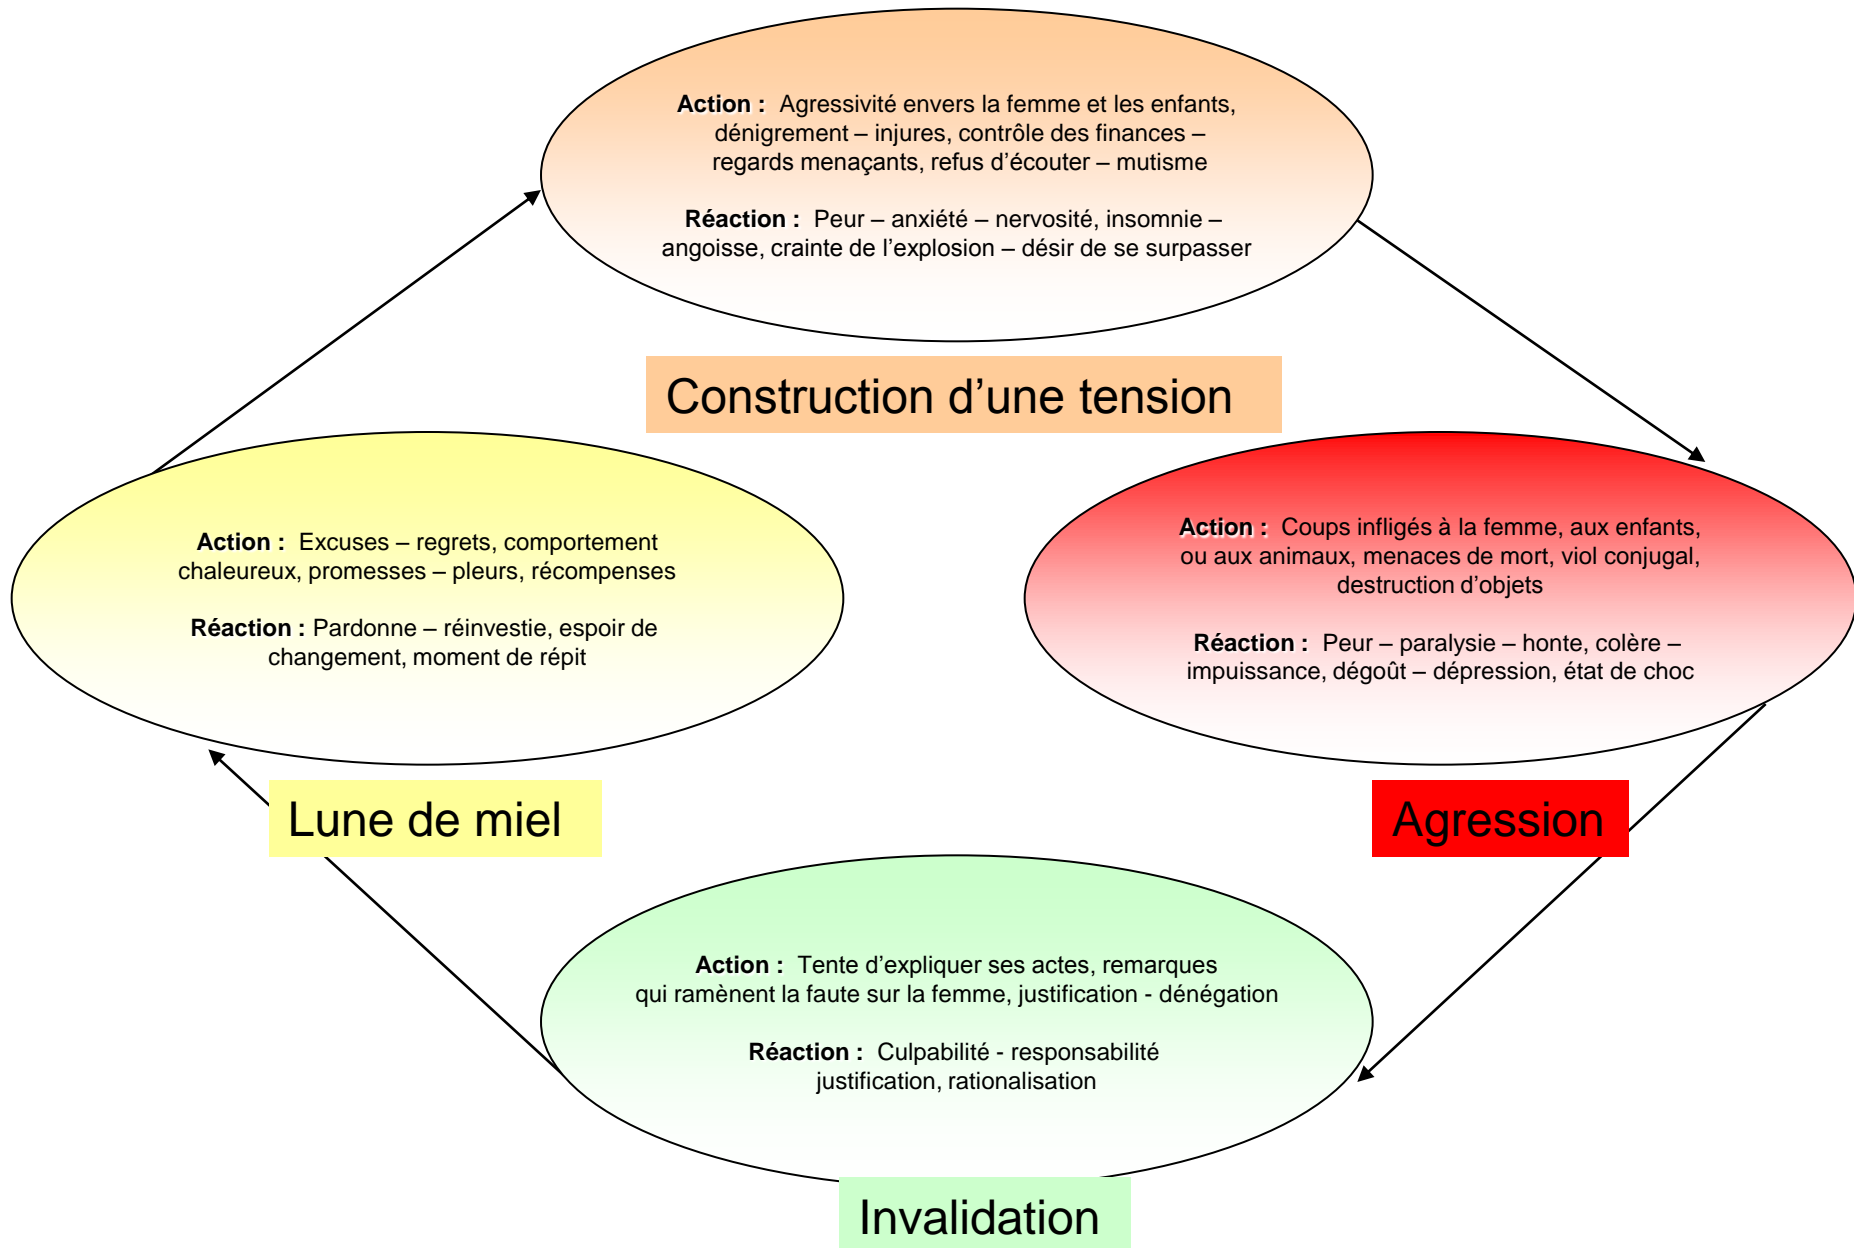 Action : Agressivité envers la femme et les enfants,
dénigrement – injures, contrôle des finances –
regards menaçants, refus d’écouter – mutisme
Réaction : Peur – anxiété – nervosité, insomnie –
angoisse, crainte de l’explosion – désir de se surpasser
Construction d’une tension
Action : Excuses – regrets, comportement
chaleureux, promesses – pleurs, récompenses
Réaction : Pardonne – réinvestie, espoir de
changement, moment de répit
Lune de miel
Action : Coups infligés à la femme, aux enfants,
ou aux animaux, menaces de mort, viol conjugal,
destruction d’objets
Réaction : Peur – paralysie – honte, colère –
impuissance, dégoût – dépression, état de choc
Agression
Action : Tente d’expliquer ses actes, remarques
qui ramènent la faute sur la femme, justification - dénégation
Réaction : Culpabilité - responsabilité
justification, rationalisation
Invalidation